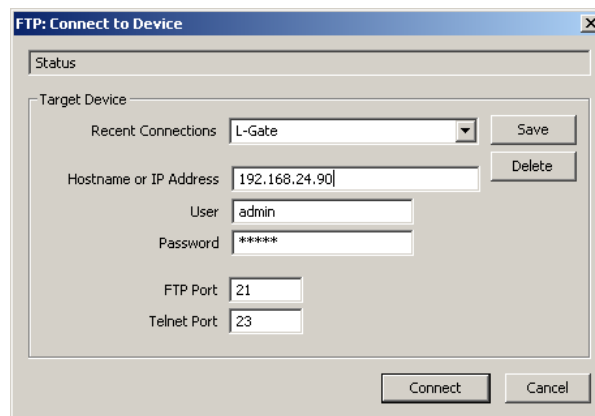 FTP: Connect to Device
Status
Target Device
Recent Connections L-Gate Save
Delete
Hostname or IP Address 192.168.24.90
User admin
Password *****
FTP Port 21
Telnet Port 23
Connect Cancel